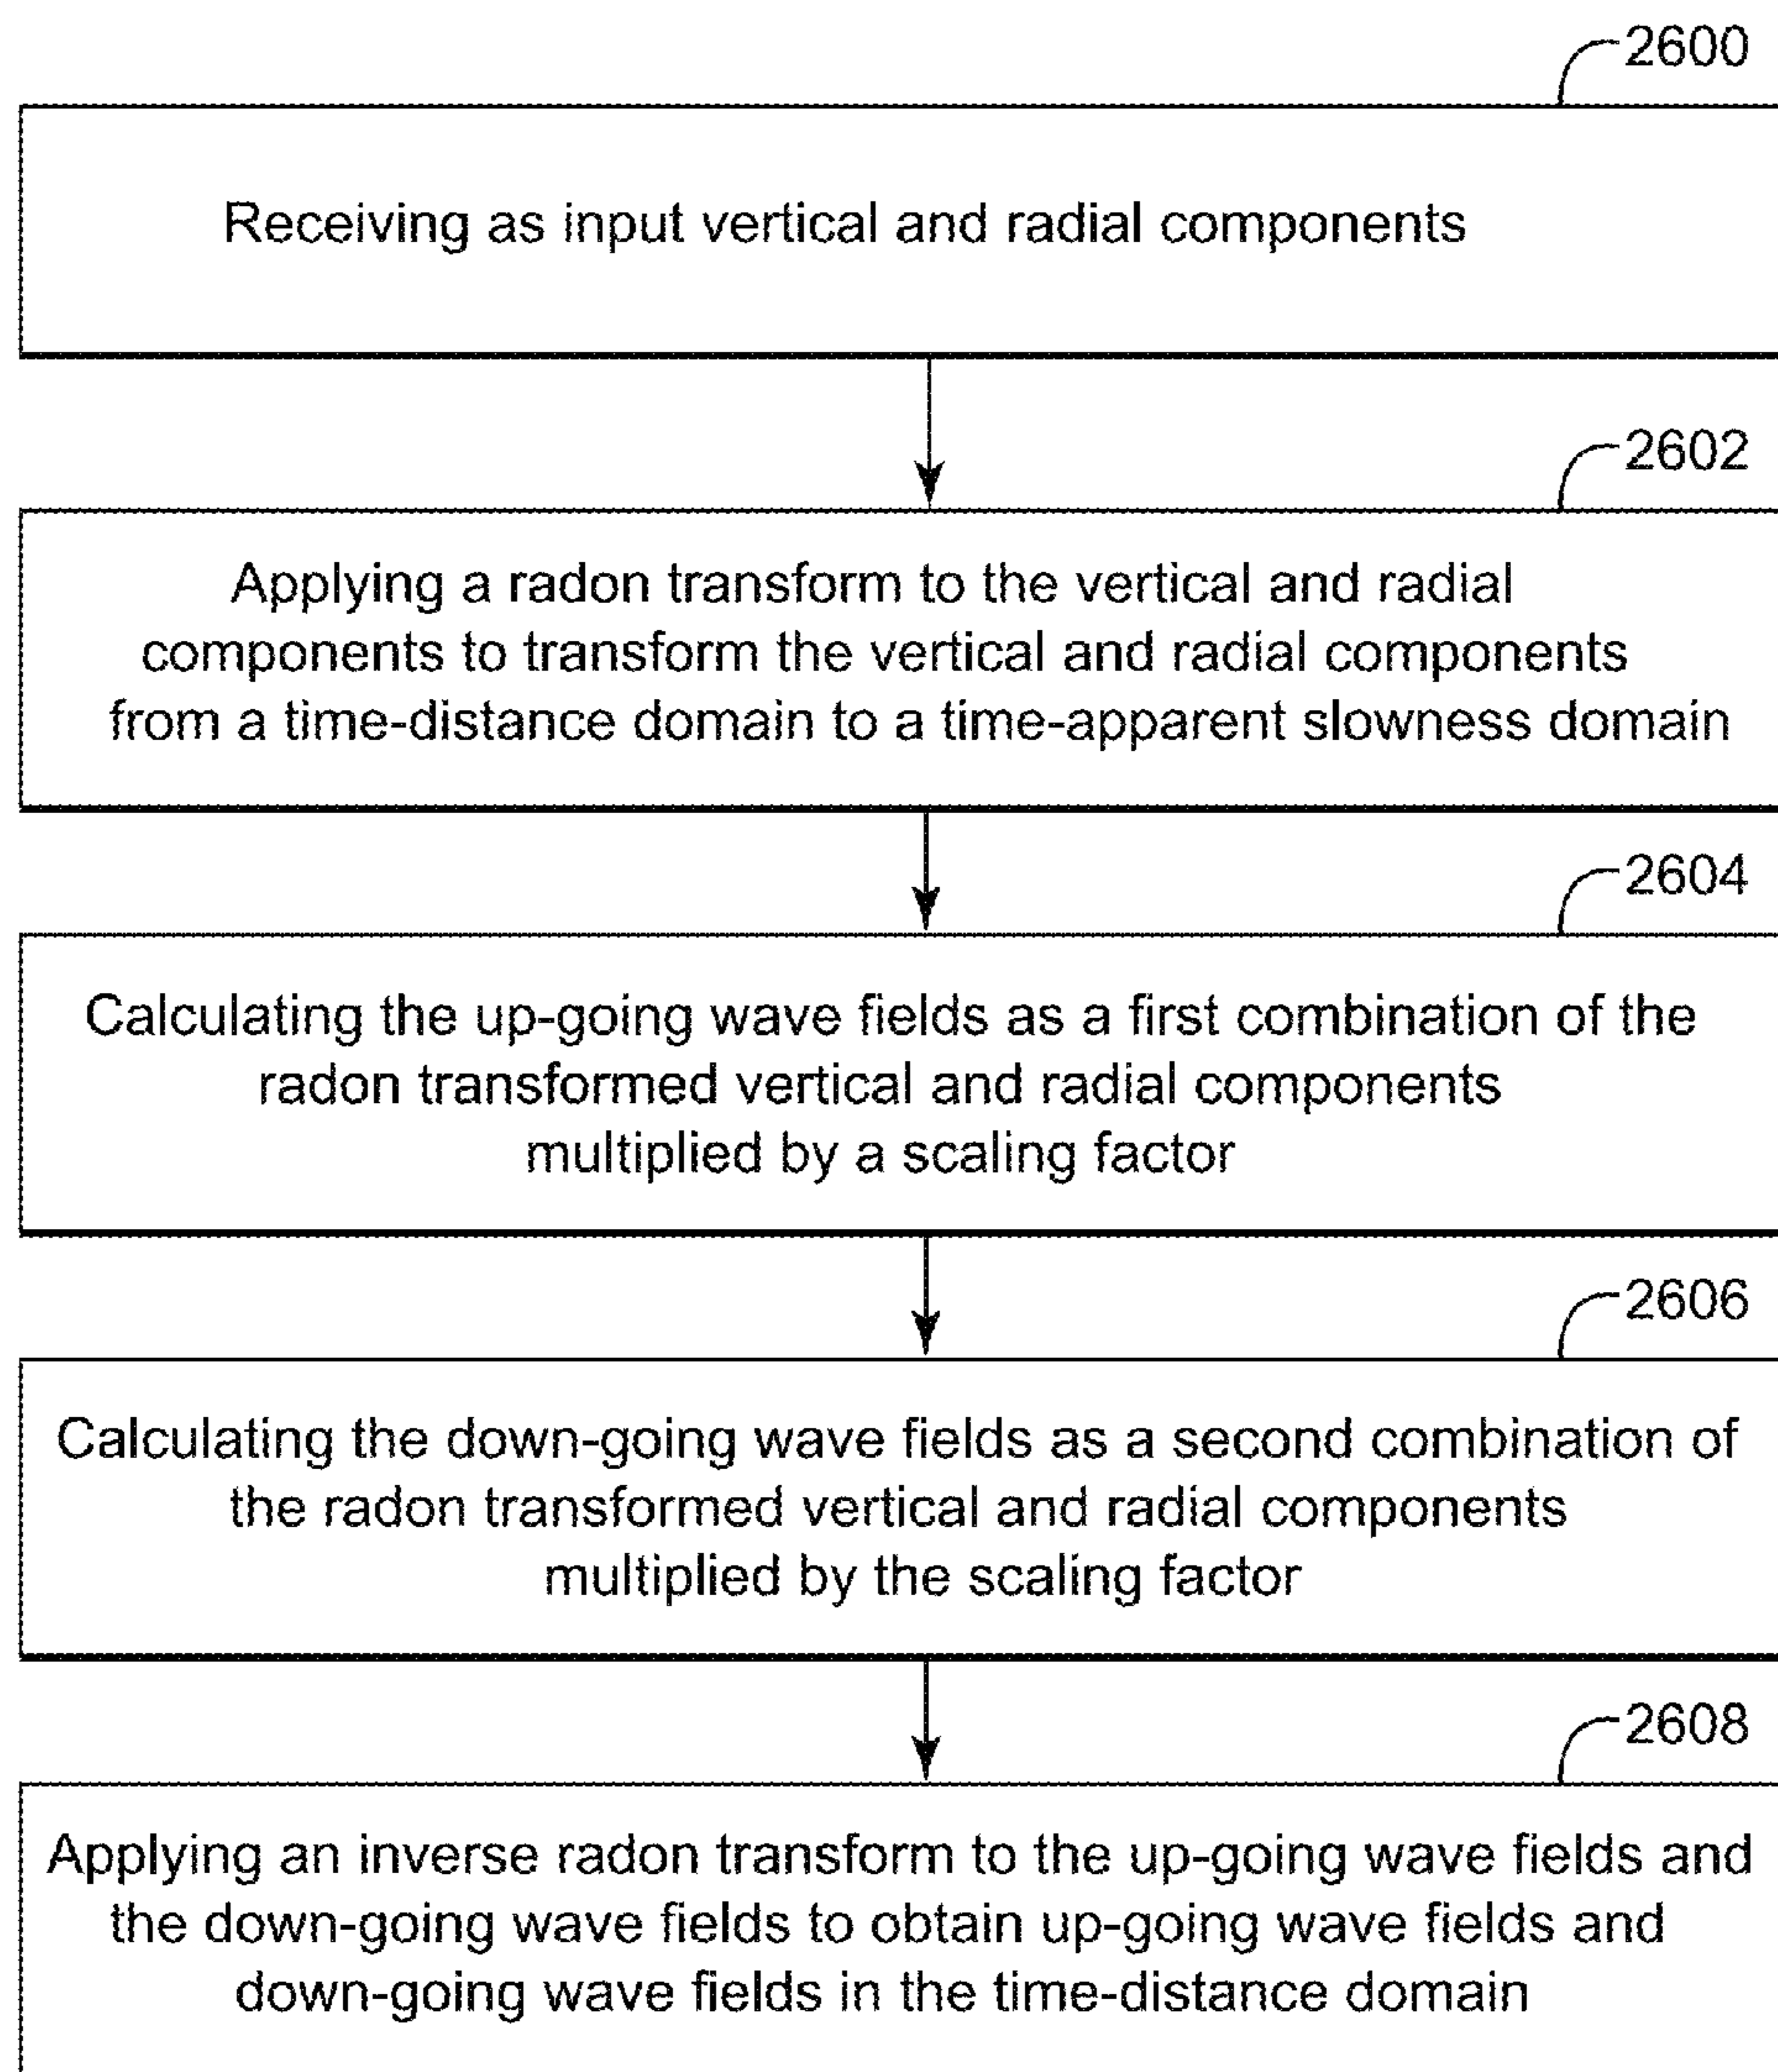 2600
Receiving as input vertical and radial components
2602
Applying a radon transform to the vertical and radial
components to transform the vertical and radial components
from a time-distance domain to a time-apparent slowness domain
2604
Calculating the up-going wave fields as a first combination of the
radon transformed vertical and radial components
multiplied by a scaling factor
2606
Calculating the down-going wave fields as a second combination of
the radon transformed vertical and radial components
multiplied by the scaling factor
2608
Applying an inverse radon transform to the up-going wave fields and
the down-going wave fields to obtain up-going wave fields and
down-going wave fields in the time-distance domain